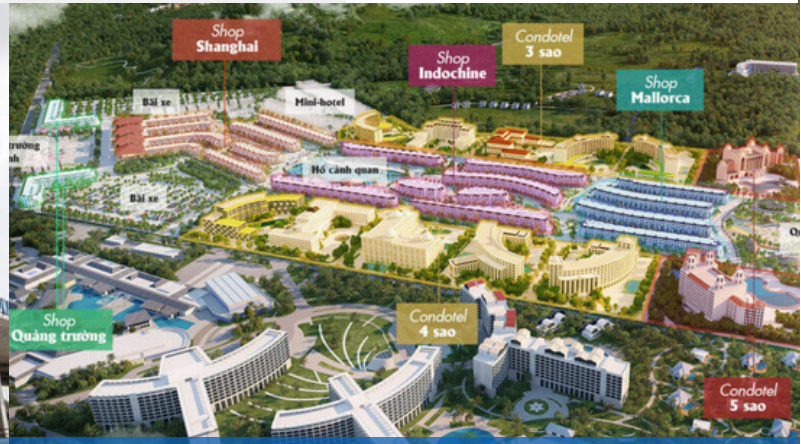 Shop
Shanghai
Condotel
3 sao
Shop
Indochine
Shop
Mallorca
Bãi xe
Mini-hotel
trường
Hồ cảnh quan
Bãi xe
Shop
Quảng trường
Condotel
4 sao
Condotel
5 sao